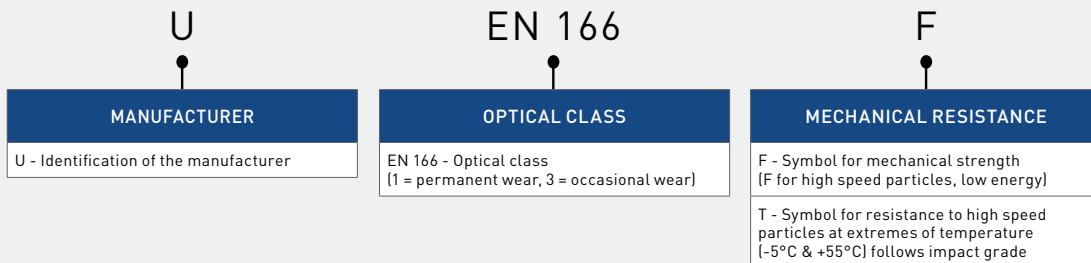 U
EN 166
F
MANUFACTURER
U - Identification of the manufacturer
OPTICAL CLASS
EN 166 - Optical class
(1 = permanent wear, 3 = occasional wear)
MECHANICAL RESISTANCE
F - Symbol for mechanical strength
(F for high speed particles, low energy)
T - Symbol for resistance to high speed
particles at extremes of temperature
(-5°C & +55°C) follows impact grade